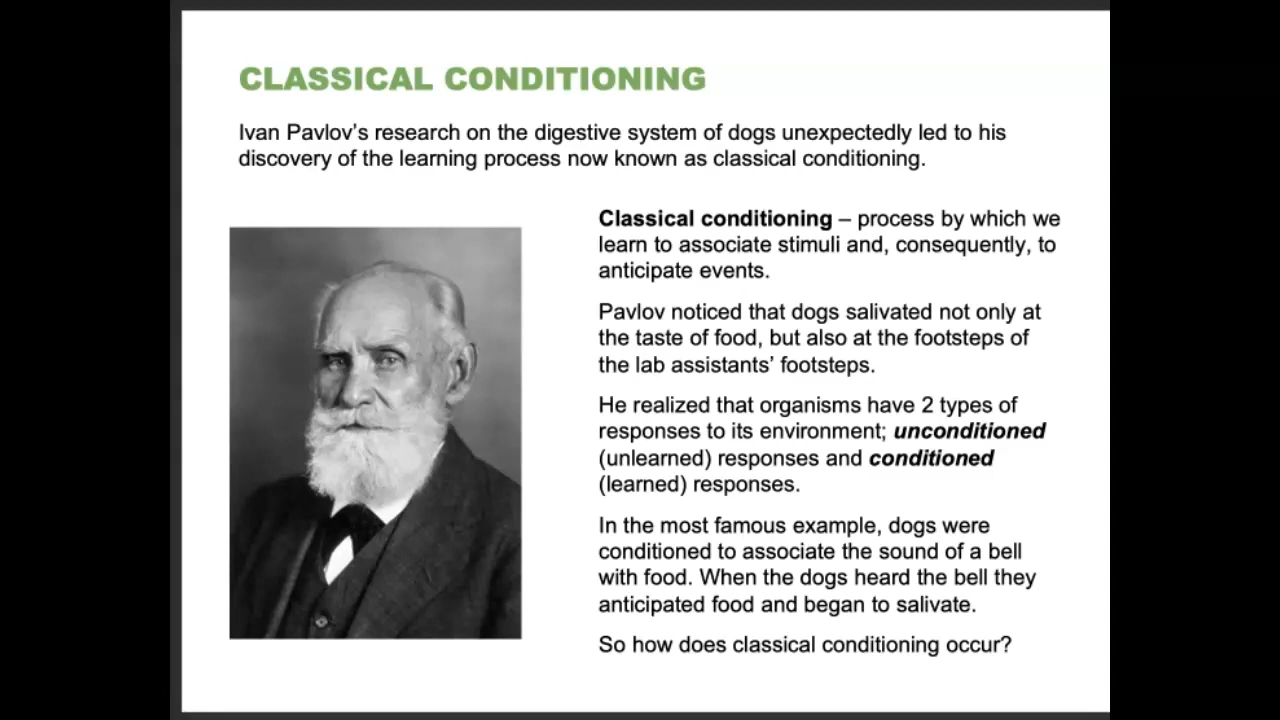 CLASSICAL CONDITIONING
Ivan Pavlov’s research on the digestive system of dogs unexpectedly led to his
discovery of the learning process now known as classical conditioning.
Classical conditioning – process by which we
learn to associate stimuli and, consequently, to
anticipate events.
Pavlov noticed that dogs salivated not only at
the taste of food, but also at the footsteps of
the lab assistants’ footsteps.
He realized that organisms have 2 types of
responses to its environment; unconditioned
(unlearned) responses and conditioned
(learned) responses.
In the most famous example, dogs were
conditioned to associate the sound of a bell
with food. When the dogs heard the bell they
anticipated food and began to salivate.
So how does classical conditioning occur?